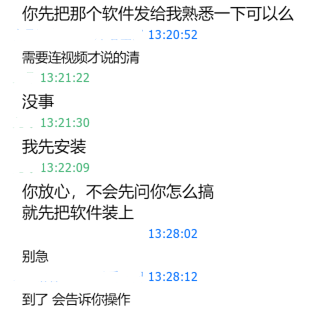 你先把那个软件发给我熟悉一下可以么
13:20:52
需要连视频才说的清
13:21:22
没事
13:21:30
我先安装
13:22:09
你放心，不会先问你怎么搞
就先把软件装上
13:28:02
别急
13:28:12
到了 会告诉你操作